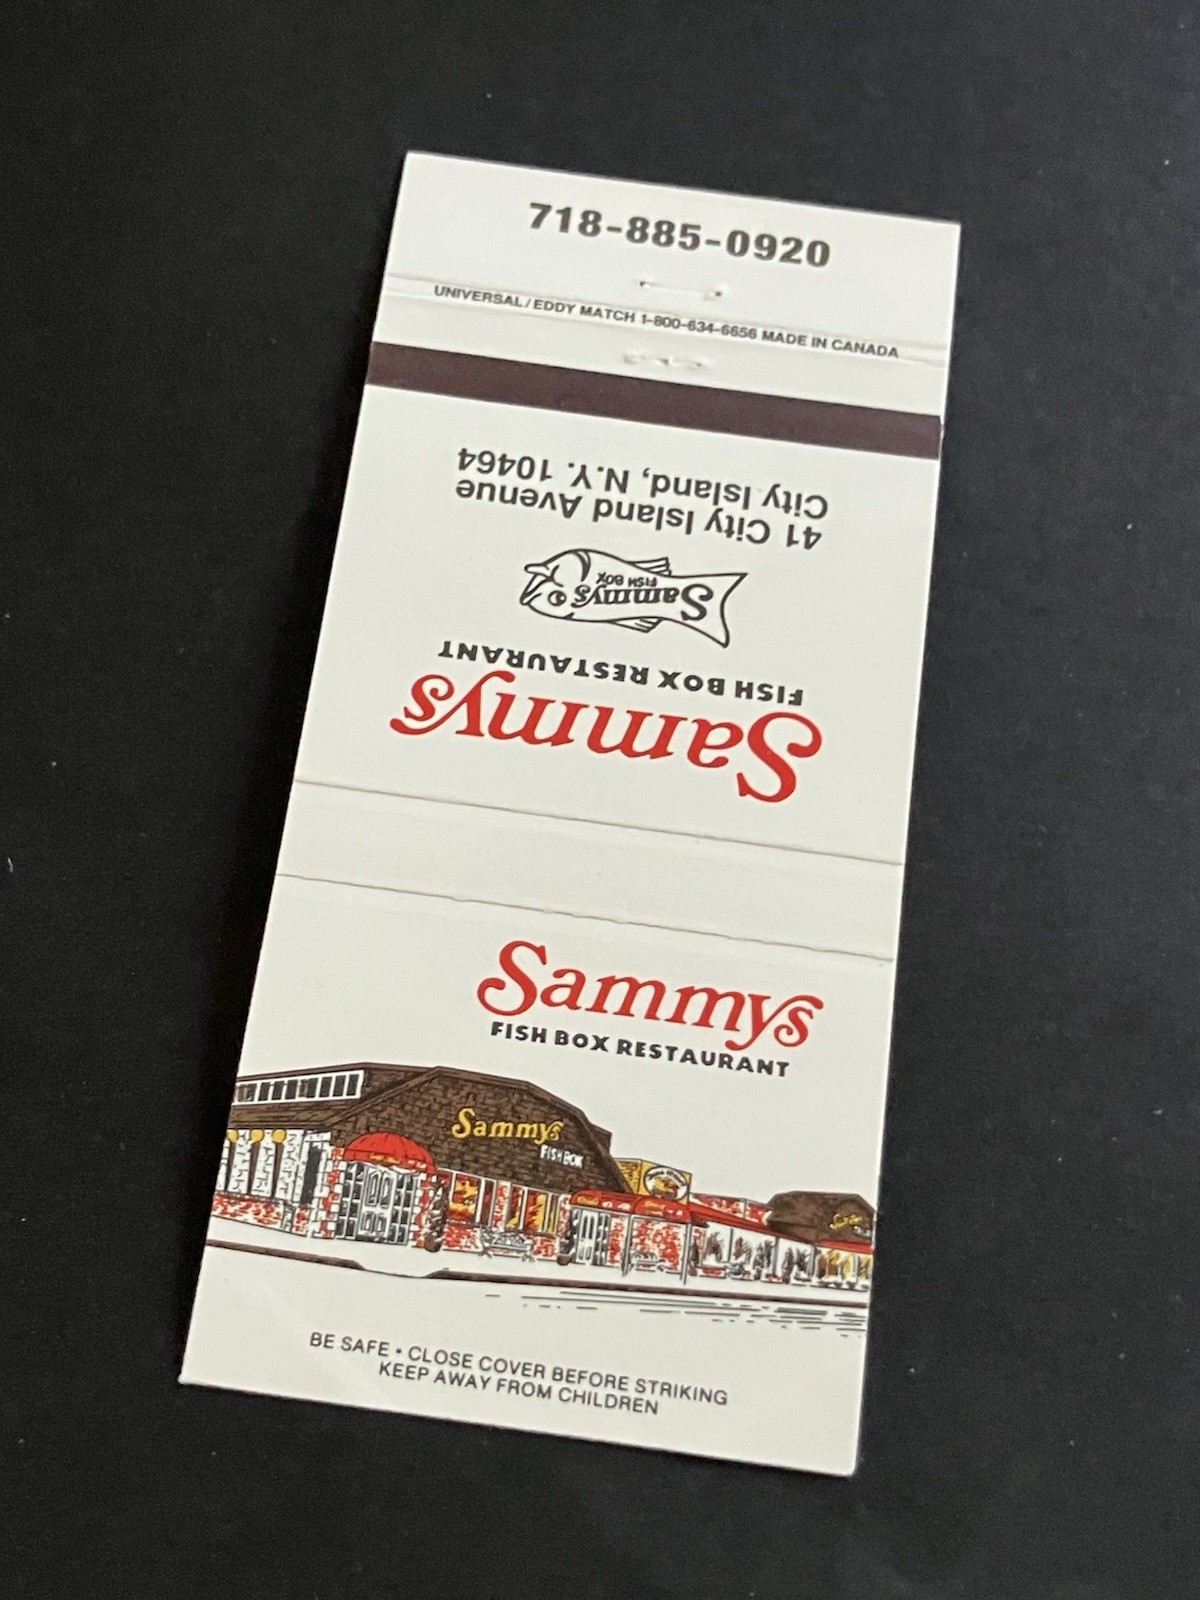 718-885-0920
UNIVERSAL/EDDY MATCH 1-800-634-6656 MADE IN CANADA
Sammys
FISH BOX RESTAURANT
Sammys
FISH BOX
41 City Island Avenue
City Island, N.Y. 10464
Sammys
FISH BOX RESTAURANT
Sammys
FISH BOX
BE SAFE • CLOSE COVER BEFORE STRIKING
KEEP AWAY FROM CHILDREN